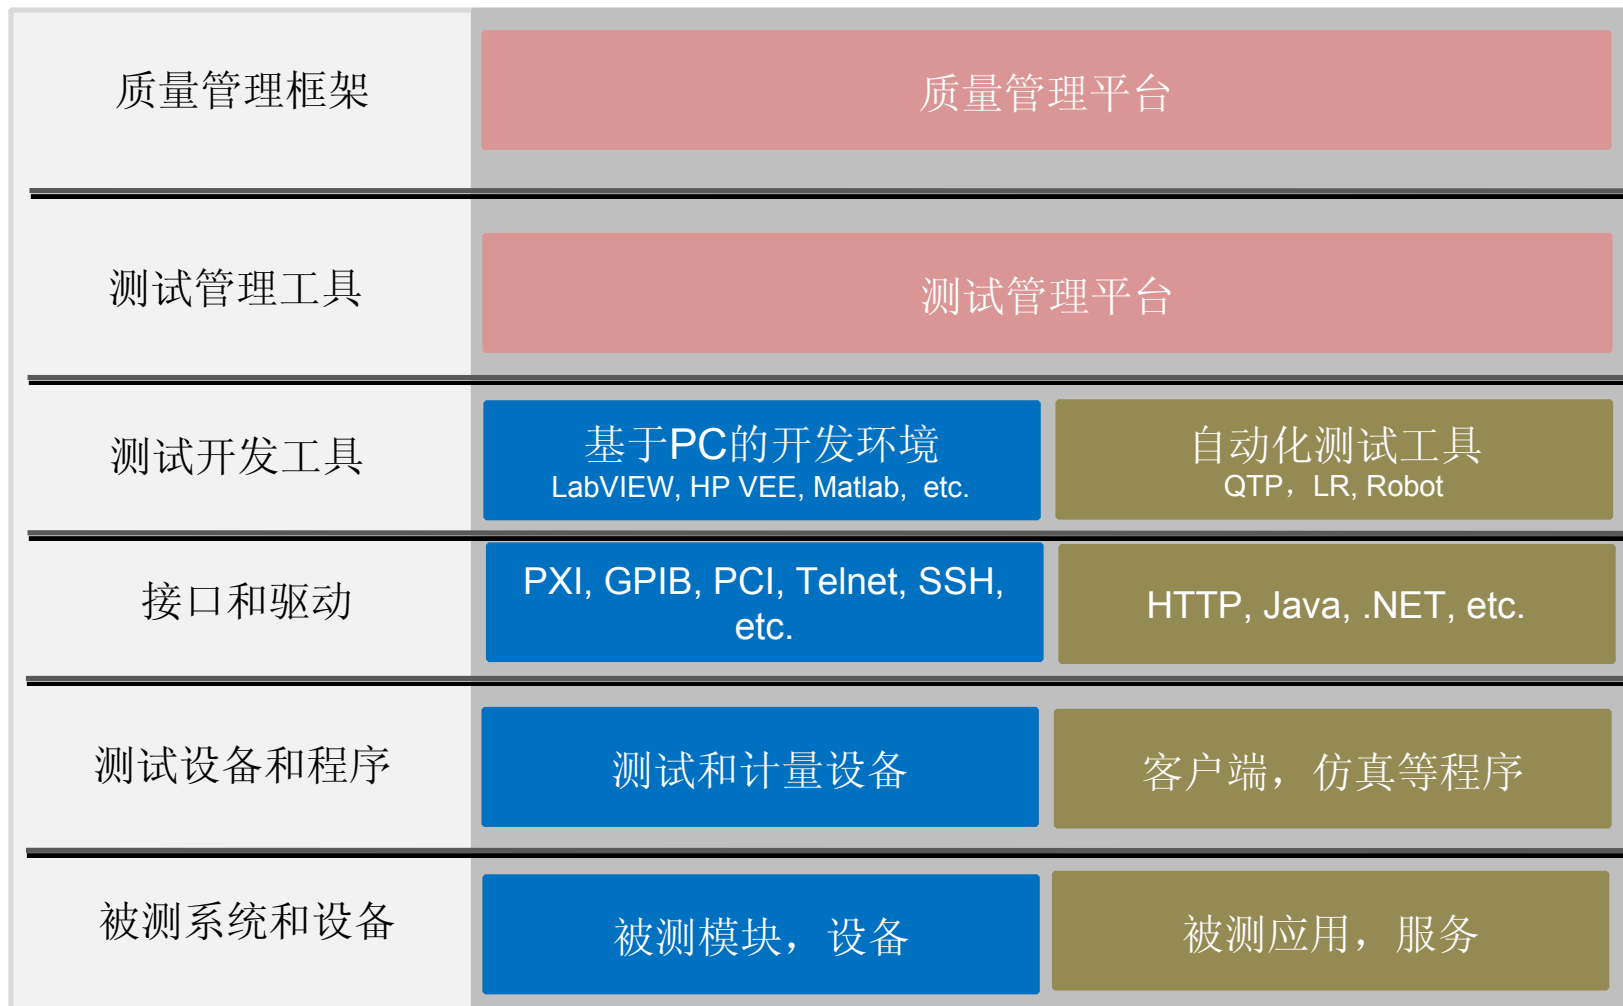 质量管理框架
质量管理平台
测试管理工具
测试管理平台
测试开发工具
基于PC的开发环境
LabVIEW, HP VEE, Matlab, etc.
自动化测试工具
QTP，LR, Robot
接口和驱动
PXI, GPIB, PCI, Telnet, SSH,
etc.
HTTP, Java, .NET, etc.
测试设备和程序
测试和计量设备
客户端，仿真等程序
被测系统和设备
被测模块，设备
被测应用，服务